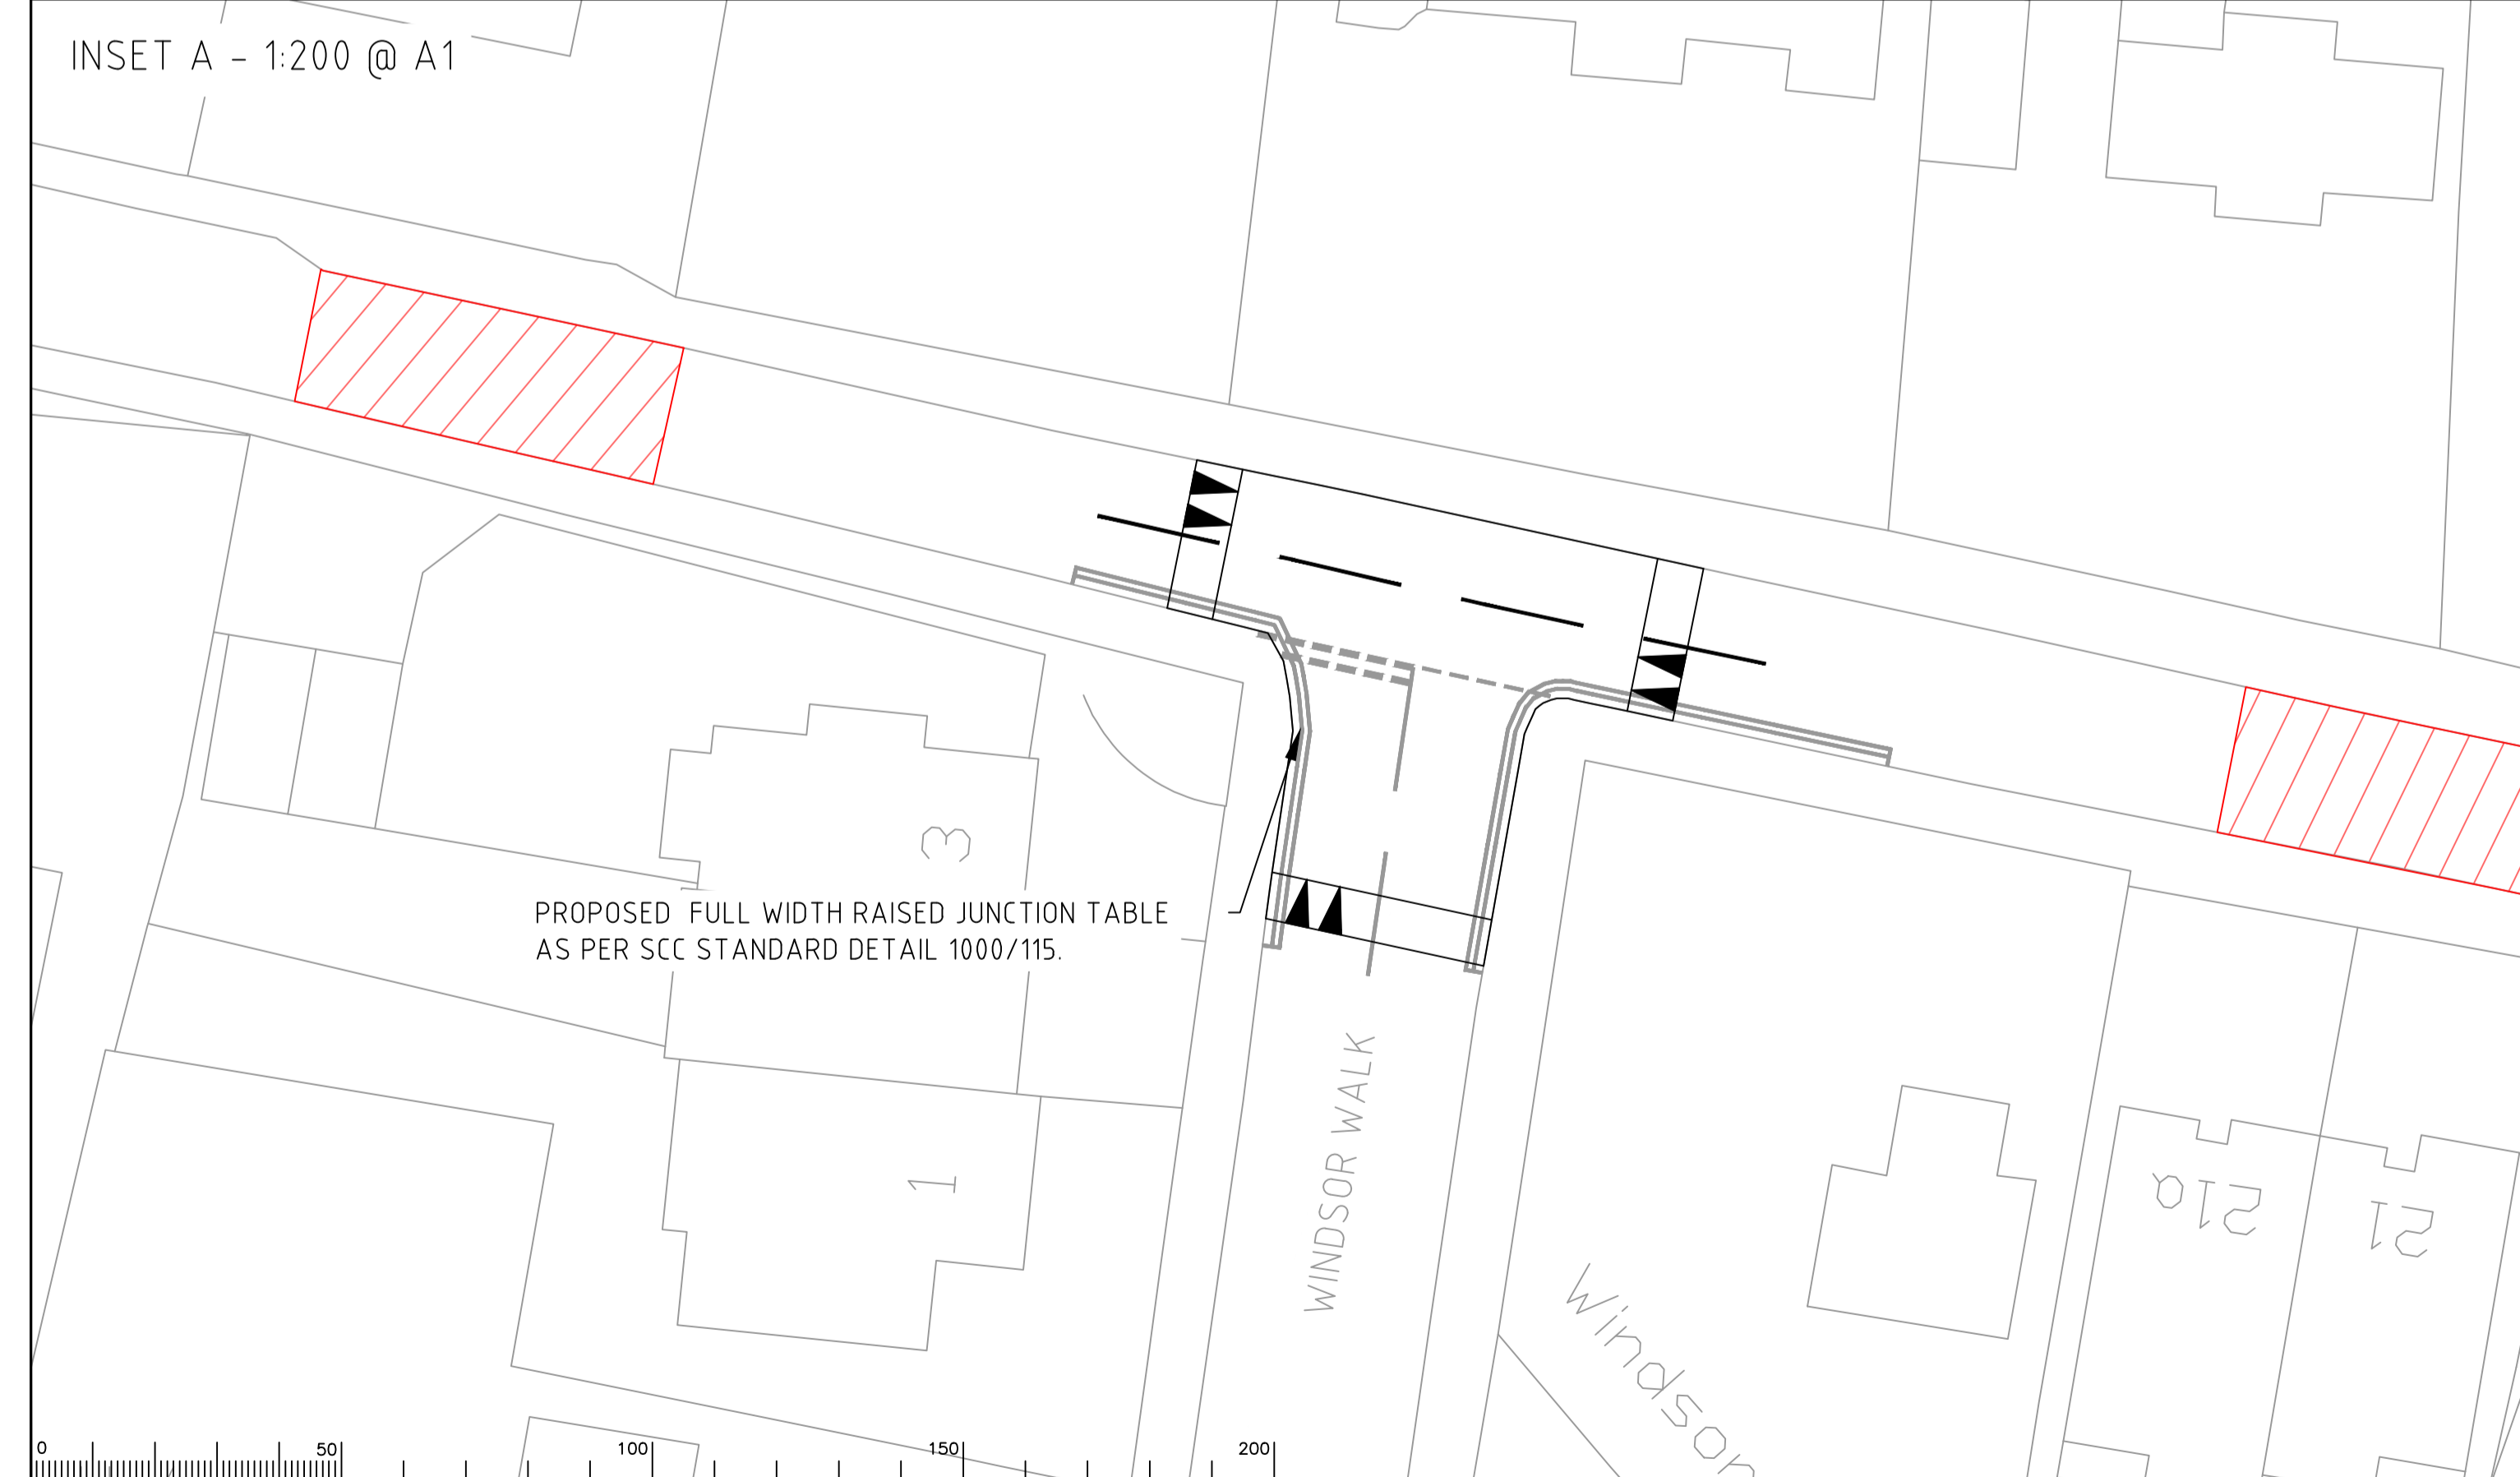 INSET A - 1:200 @ A1
3
PROPOSED FULL WIDTH RAISED JUNCTION TABLE
AS PER SCC STANDARD DETAIL 1000/115.
WINDSOR WALK
1
21a
21
Windsor
0 50 100 150 200